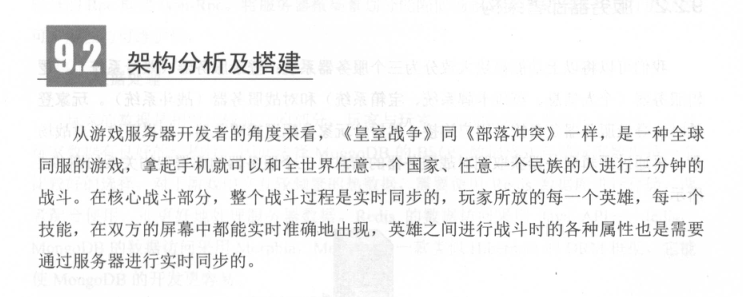 9.2 架构分析及搭建
从游戏服务器开发者的角度来看，《皇室战争》同《部落冲突》一样，是一种全球
同服的游戏，拿起手机就可以和全世界任意一个国家、任意一个民族的人进行三分钟的
战斗。在核心战斗部分，整个战斗过程是实时同步的，玩家所放的每一个英雄，每一个
技能，在双方的屏幕中都能实时准确地出现，英雄之间进行战斗时的各种属性也是需要
通过服务器进行实时同步的。